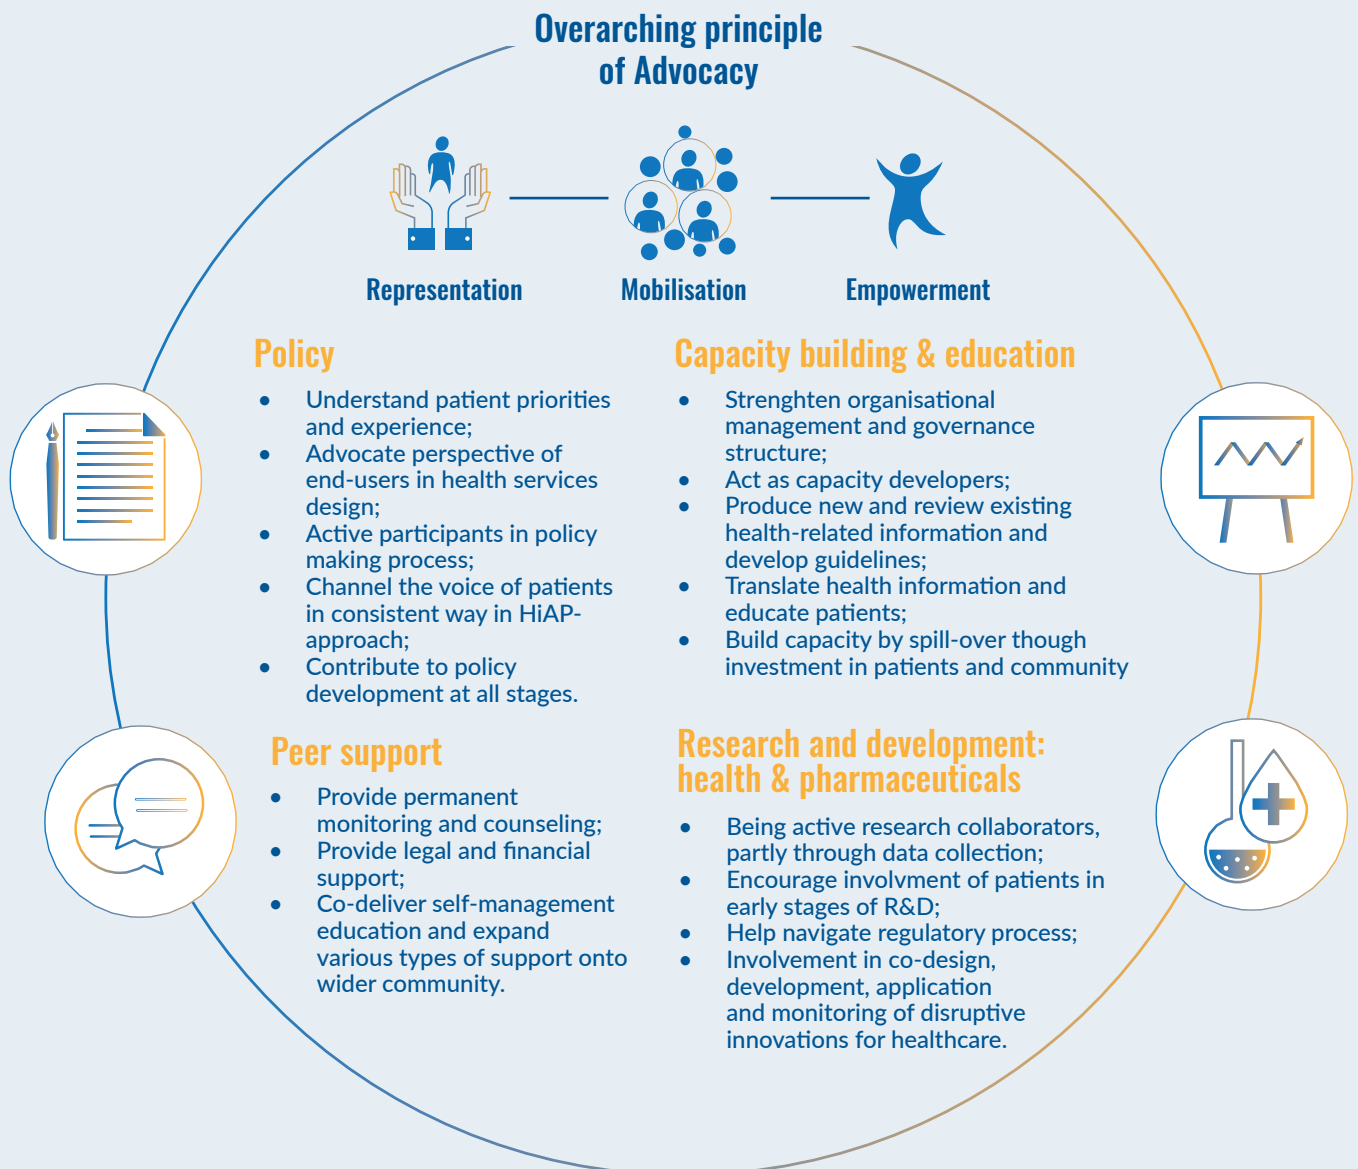 Overarching principle
of Advocacy
Representation
Mobilisation
Empowerment
Policy
• Understand patient priorities
and experience;
• Advocate perspective of
end-users in health services
design;
• Active participants in policy
making process;
• Channel the voice of patients
in consistent way in HiAP-
approach;
• Contribute to policy
development at all stages.
Capacity building & education
• Strenghten organisational
management and governance
structure;
• Act as capacity developers;
• Produce new and review existing
health-related information and
develop guidelines;
• Translate health information and
educate patients;
• Build capacity by spill-over though
investment in patients and community
Peer support
• Provide permanent
monitoring and counseling;
• Provide legal and financial
support;
• Co-deliver self-management
education and expand
various types of support onto
wider community.
Research and development:
health & pharmaceuticals
• Being active research collaborators,
partly through data collection;
• Encourage involvment of patients in
early stages of R&D;
• Help navigate regulatory process;
• Involvement in co-design,
development, application
and monitoring of disruptive
innovations for healthcare.